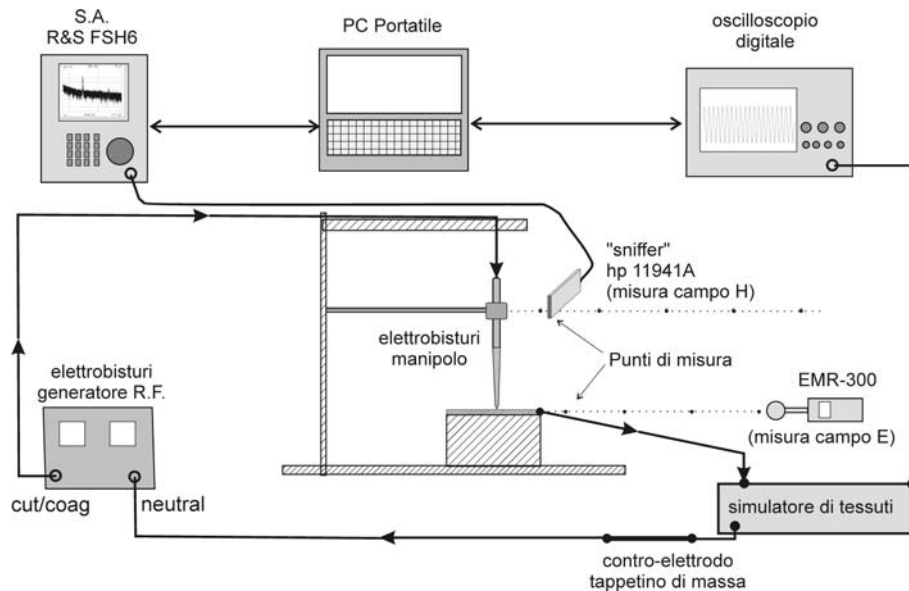 S.A.
R&S FSH6
PC Portatile
oscilloscopio
digitale
"sniffer"
hp 11941A
(misura campo H)
elettrobisturi
manipolo
Punti di misura
elettrobisturi
generatore R.F.
EMR-300
(misura campo E)
cut/coag
neutral
simulatore di tessuti
contro-elettrodo
tappetino di massa